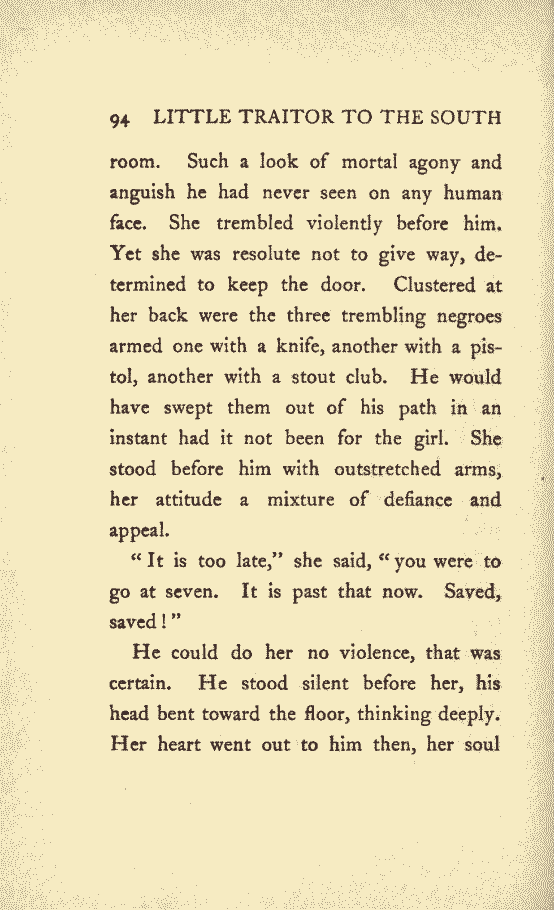 94 LITTLE TRAITOR TO THE SOUTH
room. Such a look of mortal agony and
anguish he had never seen on any human
face. She trembled violently before him.
Yet she was resolute not to give way, de-
termined to keep the door. Clustered at
her back were the three trembling negroes
armed one with a knife, another with a pis-
tol, another with a stout club. He would
have swept them out of his path in an
instant had it not been for the girl. She
stood before him with outstretched arms,
her attitude a mixture of defiance and
appeal.
“ It is too late,” she said, “ you were to
go at seven. It is past that now. Saved,
saved ! ”
He could do her no violence, that was
certain. He stood silent before her, his
head bent toward the floor, thinking deeply.
Her heart went out to him then, her soul